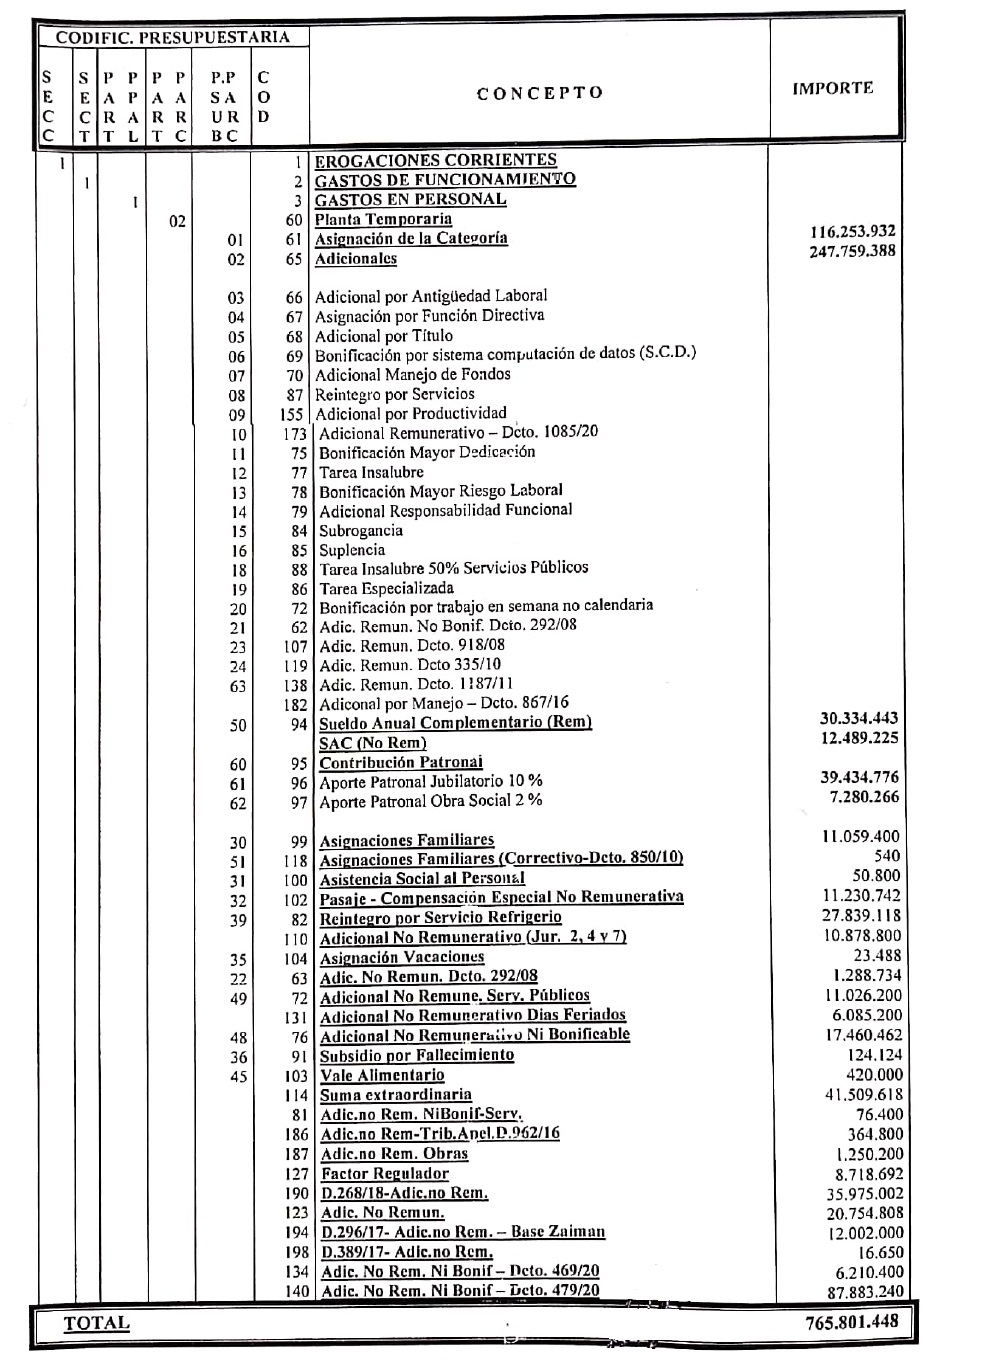 CODIFIC. PRESUPUESTARIA
SECC SECT PART PPAL PART PARC P.P SAURBC COD CONCEPTO IMPORTE
1 1 EROGACIONES CORRIENTES
1 2 GASTOS DE FUNCIONAMIENTO
1 3 GASTOS EN PERSONAL
02 60 Planta Temporaria
01 61 Asignación de la Categoría 116.253.932
02 65 Adicionales 247.759.388
03 66 Adicional por Antigüedad Laboral
04 67 Asignación por Función Directiva
05 68 Adicional por Título
06 69 Bonificación por sistema computación de datos (S.C.D.)
07 70 Adicional Manejo de Fondos
08 87 Reintegro por Servicios
09 155 Adicional por Productividad
10 173 Adicional Remunerativo – Dcto. 1085/20
11 75 Bonificación Mayor Dedicación
12 77 Tarea Insalubre
13 78 Bonificación Mayor Riesgo Laboral
14 79 Adicional Responsabilidad Funcional
15 84 Subrogancia
16 85 Suplencia
18 88 Tarea Insalubre 50% Servicios Públicos
19 86 Tarea Especializada
20 72 Bonificación por trabajo en semana no calendaria
21 62 Adic. Remun. No Bonif. Dcto. 292/08
23 107 Adic. Remun. Dcto. 918/08
24 119 Adic. Remun. Dcto 335/10
63 138 Adic. Remun. Dcto. 1187/11
182 Adiconal por Manejo – Dcto. 867/16
50 94 Sueldo Anual Complementario (Rem) 30.334.443
SAC (No Rem) 12.489.225
60 95 Contribución Patronal
61 96 Aporte Patronal Jubilatorio 10 % 39.434.776
62 97 Aporte Patronal Obra Social 2 % 7.280.266
30 99 Asignaciones Familiares 11.059.400
51 118 Asignaciones Familiares (Correctivo-Dcto. 850/10) 540
31 100 Asistencia Social al Personal 50.800
32 102 Pasaje - Compensación Especial No Remunerativa 11.230.742
39 82 Reintegro por Servicio Refrigerio 27.839.118
110 Adicional No Remunerativo (Jur. 2, 4 y 7) 10.878.800
35 104 Asignación Vacaciones 23.488
22 63 Adic. No Remun. Dcto. 292/08 1.288.734
49 72 Adicional No Remune. Serv. Públicos 11.026.200
131 Adicional No Remunerativo Dias Feriados 6.085.200
48 76 Adicional No Remunerativo Ni Bonificable 17.460.462
36 91 Subsidio por Fallecimiento 124.124
45 103 Vale Alimentario 420.000
114 Suma extraordinaria 41.509.618
81 Adic.no Rem. NiBonif-Serv. 76.400
186 Adic.no Rem-Trib.Apel.D.962/16 364.800
187 Adic.no Rem. Obras 1.250.200
127 Factor Regulador 8.718.692
190 D.268/18-Adic.no Rem. 35.975.002
123 Adic. No Remun. 20.754.808
194 D.296/17- Adic.no Rem. – Base Zaiman 12.002.000
198 D.389/17- Adic.no Rem. 16.650
134 Adic. No Rem. Ni Bonif – Dcto. 469/20 6.210.400
140 Adic. No Rem. Ni Bonif – Dcto. 479/20 87.883.240
TOTAL 765.801.448